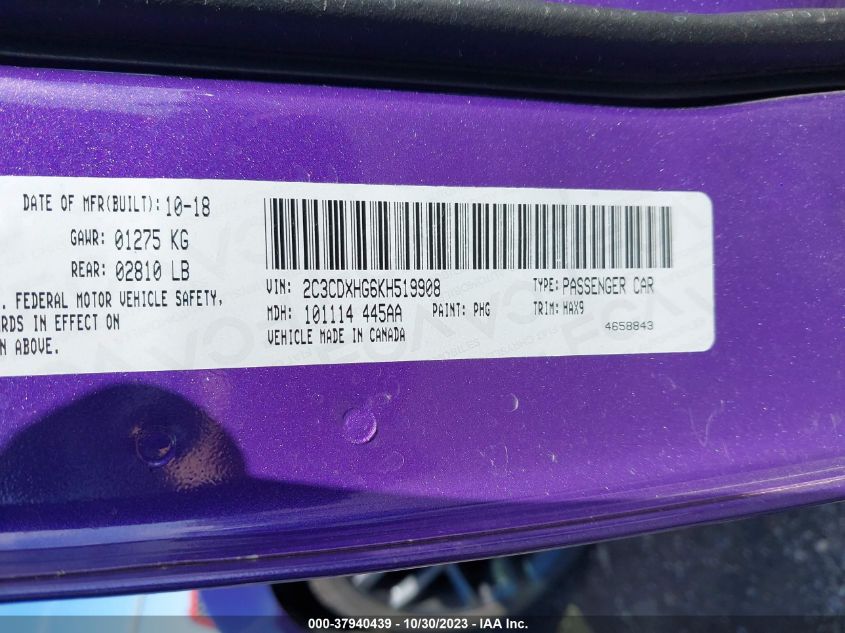 DATE OF MFR(BUILT): 10-18
GAWR: 01275 KG
REAR: 02810 LB
. FEDERAL MOTOR VEHICLE SAFETY,
RDS IN EFFECT ON
N ABOVE.
VIN: 2C3CDXHG6KH519908
TYPE: PASSENGER CAR
MDH: 101114 445AA
PAINT: PHG
TRIM: HAX9
VEHICLE MADE IN CANADA
4658843
000-37940439 - 10/30/2023 - IAA Inc.